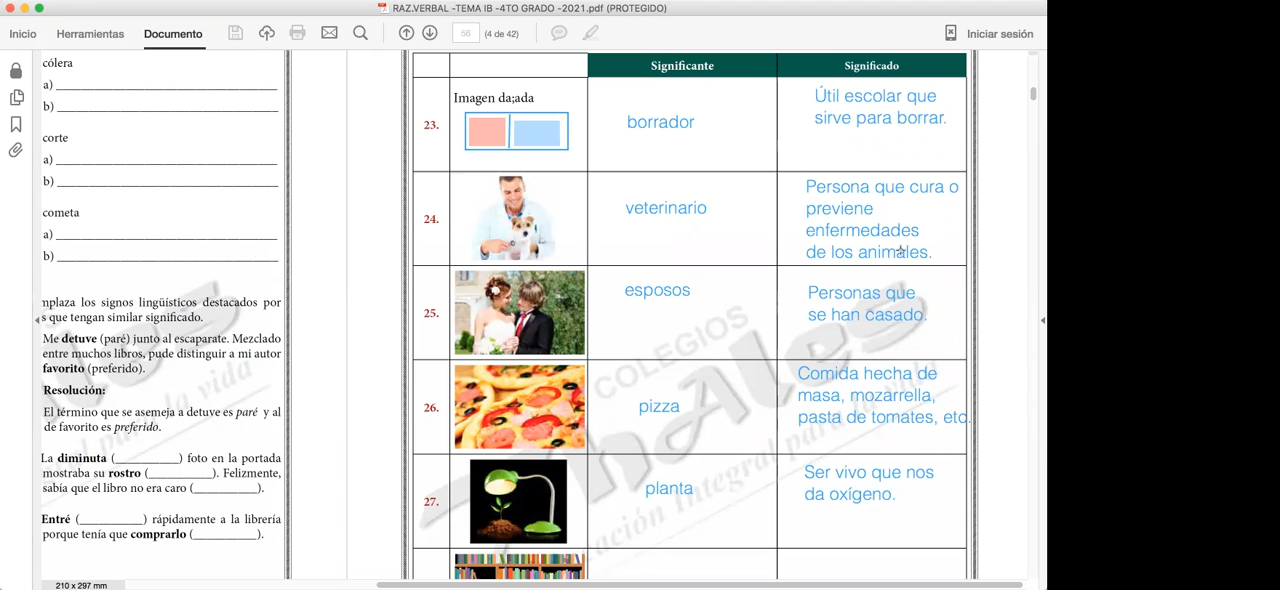 RAZ.VERBAL -TEMA IB -4TO GRADO -2021.pdf (PROTEGIDO)
Inicio
Herramientas
Documento
56
(4 de 42)
Iniciar sesión
cólera
a)
b)
corte
a)
b)
cometa
a)
b)
mplaza los signos lingüísticos destacados por
s que tengan similar significado.
Me detuve (paré) junto al escaparate. Mezclado
entre muchos libros, pude distinguir a mi autor
favorito (preferido).
Resolución:
El término que se asemeja a detuve es paré y al
de favorito es preferido.
La diminuta (__________) foto en la portada
mostraba su rostro (__________). Felizmente,
sabía que el libro no era caro (__________).
Entré (__________) rápidamente a la librería
porque tenía que comprarlo (__________).
Significante
Significado
23.
Imagen da;ada
borrador
Útil escolar que
sirve para borrar.
24.
veterinario
Persona que cura o
previene
enfermedades
de los animales.
25.
esposos
Personas que
se han casado.
26.
pizza
Comida hecha de
masa, mozarrella,
pasta de tomates, etc.
27.
planta
Ser vivo que nos
da oxígeno.
COLEGIOS
210 x 297 mm